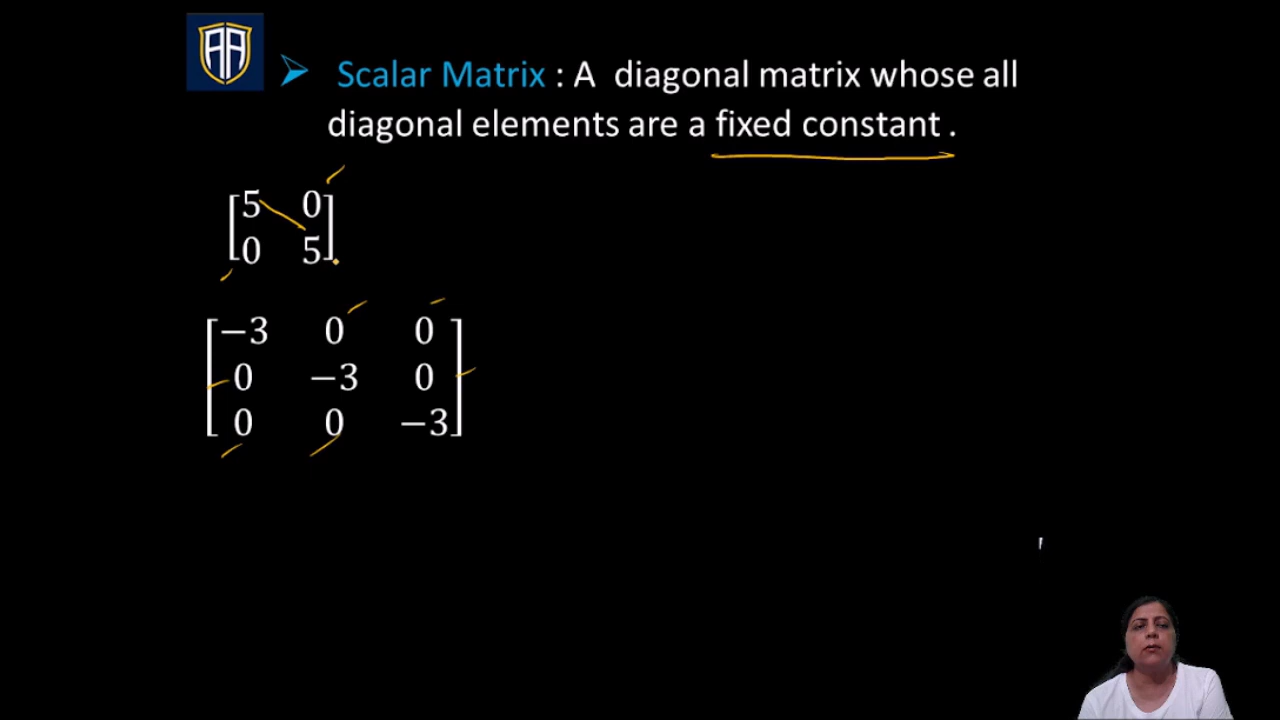 AA
➤ Scalar Matrix : A diagonal matrix whose all
diagonal elements are a fixed constant .
[5 0]
[0 5]
[−3 0 0]
[0 −3 0]
[0 0 −3]